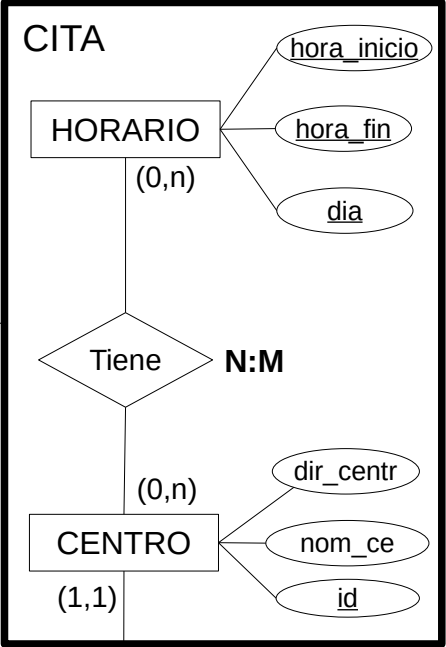 CITA
hora_inicio
HORARIO
hora_fin
(0,n)
dia
Tiene
N:M
dir_centr
(0,n)
CENTRO
nom_ce
(1,1)
id